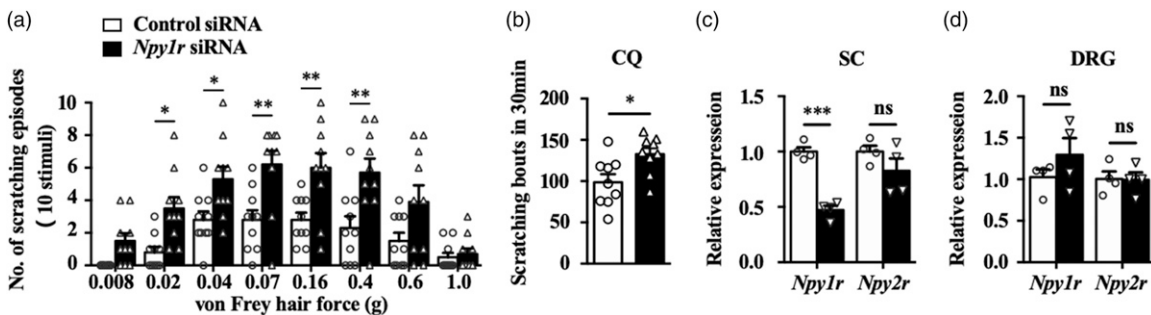 (a)
Control siRNA
Npy1r siRNA
No. of scratching episodes
( 10 stimuli)
10
8
6
4
2
0
*
*
**
**
**
0.008 0.02 0.04 0.07 0.16 0.4 0.6 1.0
von Frey hair force (g)
(b)
CQ
Scratching bouts in 30min
200
150
100
50
0
*
(c)
SC
Relative expresseion
1.5
1.0
0.5
0.0
***
ns
Npy1r Npy2r
(d)
DRG
Relative expresseion
2.0
1.5
1.0
0.5
0.0
ns
ns
Npy1r Npy2r